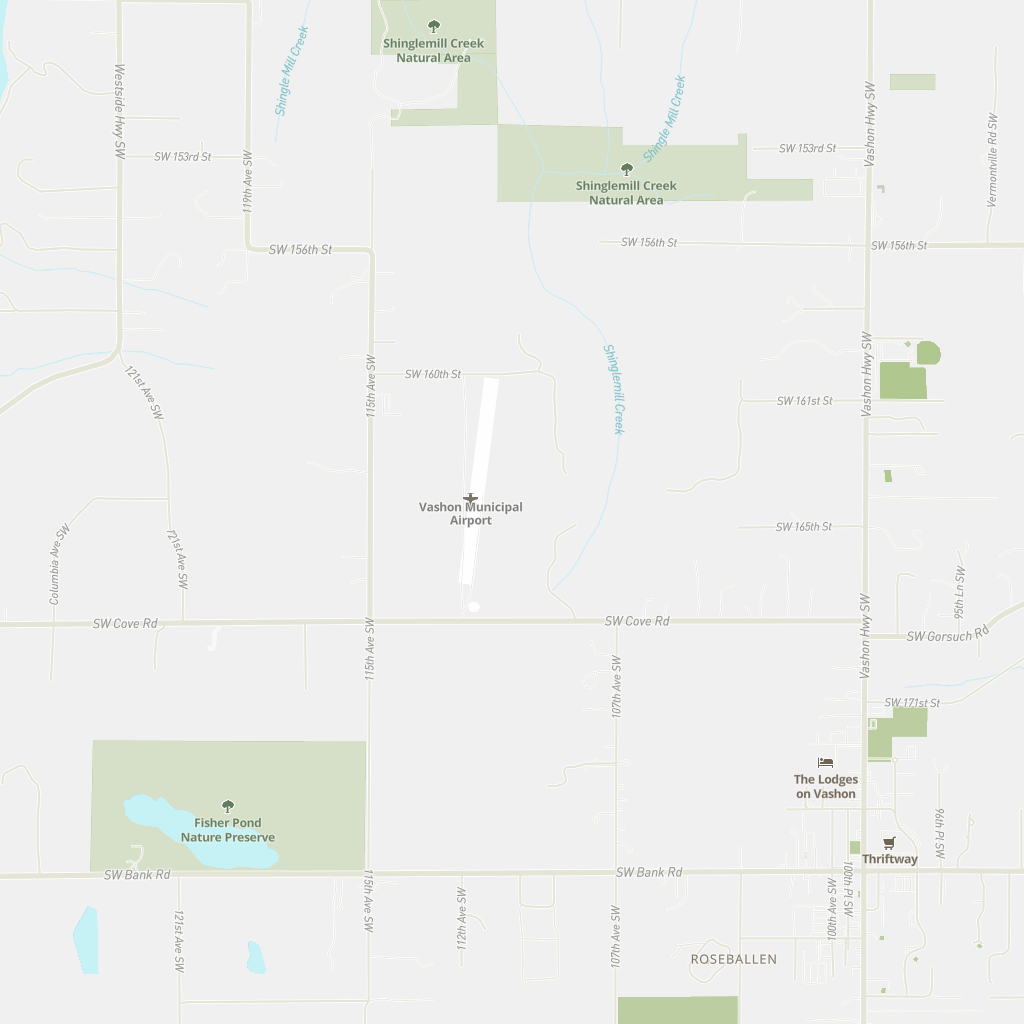 Shingle Mill Creek
Shinglemill Creek
Natural Area
Westside Hwy SW
Shingle Mill Creek
Vashon Hwy SW
Vermontville Rd SW
SW 153rd St
SW 153rd St
119th Ave SW
Shinglemill Creek
Natural Area
SW 156th St
SW 156th St
SW 156th St
121st Ave SW
115th Ave SW
SW 160th St
Shinglemill Creek
Vashon Hwy SW
SW 161st St
Vashon Municipal
Airport
SW 165th St
Columbia Ave SW
121st Ave SW
95th Ln SW
SW Cove Rd
SW Cove Rd
SW Gorsuch Rd
Vashon Hwy SW
115th Ave SW
107th Ave SW
SW 171st St
The Lodges
on Vashon
Fisher Pond
Nature Preserve
96th Pl SW
Thriftway
SW Bank Rd
SW Bank Rd
115th Ave SW
100th Pl SW
100th Ave SW
121st Ave SW
112th Ave SW
107th Ave SW
ROSEBALLEN